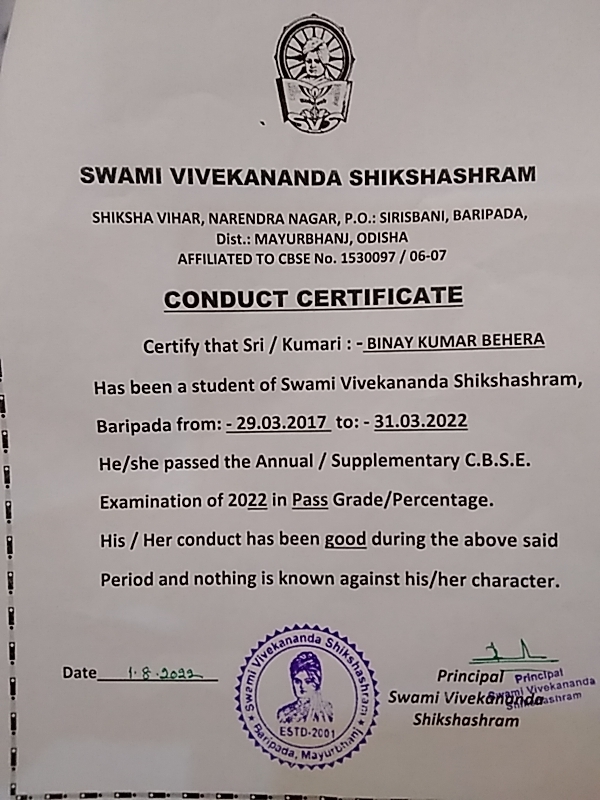 SWAMI VIVEKANANDA SHIKSHASHRAM
SHIKSHA VIHAR, NARENDRA NAGAR, P.O.: SIRISBANI, BARIPADA,
Dist.: MAYURBHANJ, ODISHA
AFFILIATED TO CBSE No. 1530097 / 06-07
CONDUCT CERTIFICATE
Certify that Sri / Kumari : - BINAY KUMAR BEHERA
Has been a student of Swami Vivekananda Shikshashram,
Baripada from: - 29.03.2017 to: - 31.03.2022
He/she passed the Annual / Supplementary C.B.S.E.
Examination of 2022 in Pass Grade/Percentage.
His / Her conduct has been good during the above said
Period and nothing is known against his/her character.
Date 1.8.2022
Swami Vivekananda Shikshashram
ESTD-2001
Baripada, Mayurbhanj
Principal
Swami Vivekananda
Shikshashram
Principal
Swami Vivekananda
Shikshashram